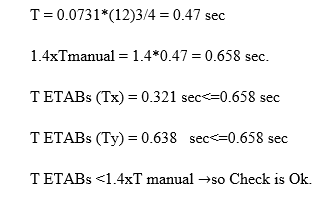 T = 0.0731*(12)3/4 = 0.47 sec
1.4xTmanual = 1.4*0.47 = 0.658 sec.
T ETABs (Tx) = 0.321 sec<=0.658 sec
T ETABs (Ty) = 0.638 sec<=0.658 sec
T ETABs <1.4xT manual →so Check is Ok.